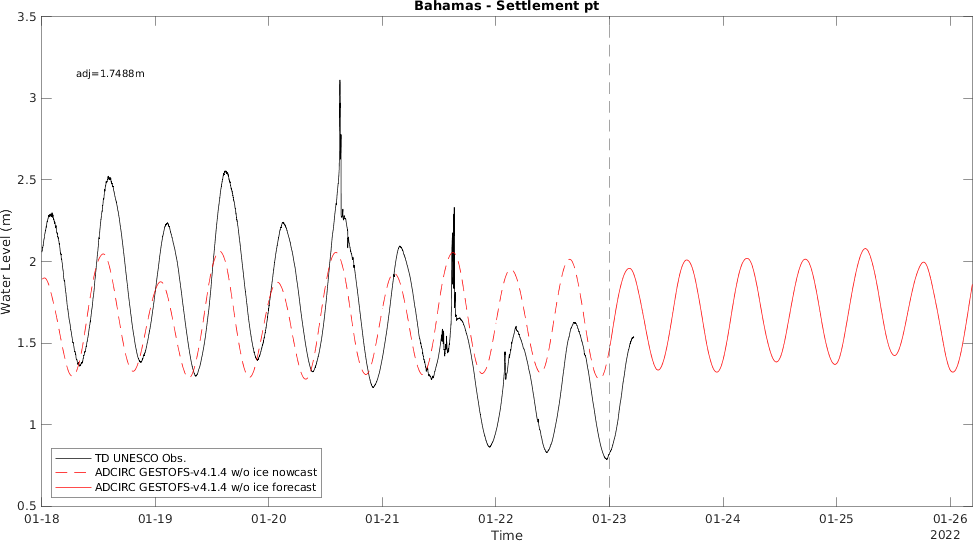 Bahamas - Settlement pt
3.5
adj=1.7488m
3
2.5
2
1.5
1
0.5
Water Level (m)
TD UNESCO Obs.
ADCIRC GESTOFS-v4.1.4 w/o ice nowcast
ADCIRC GESTOFS-v4.1.4 w/o ice forecast
01-18 01-19 01-20 01-21 01-22 01-23 01-24 01-25 01-26
Time 2022